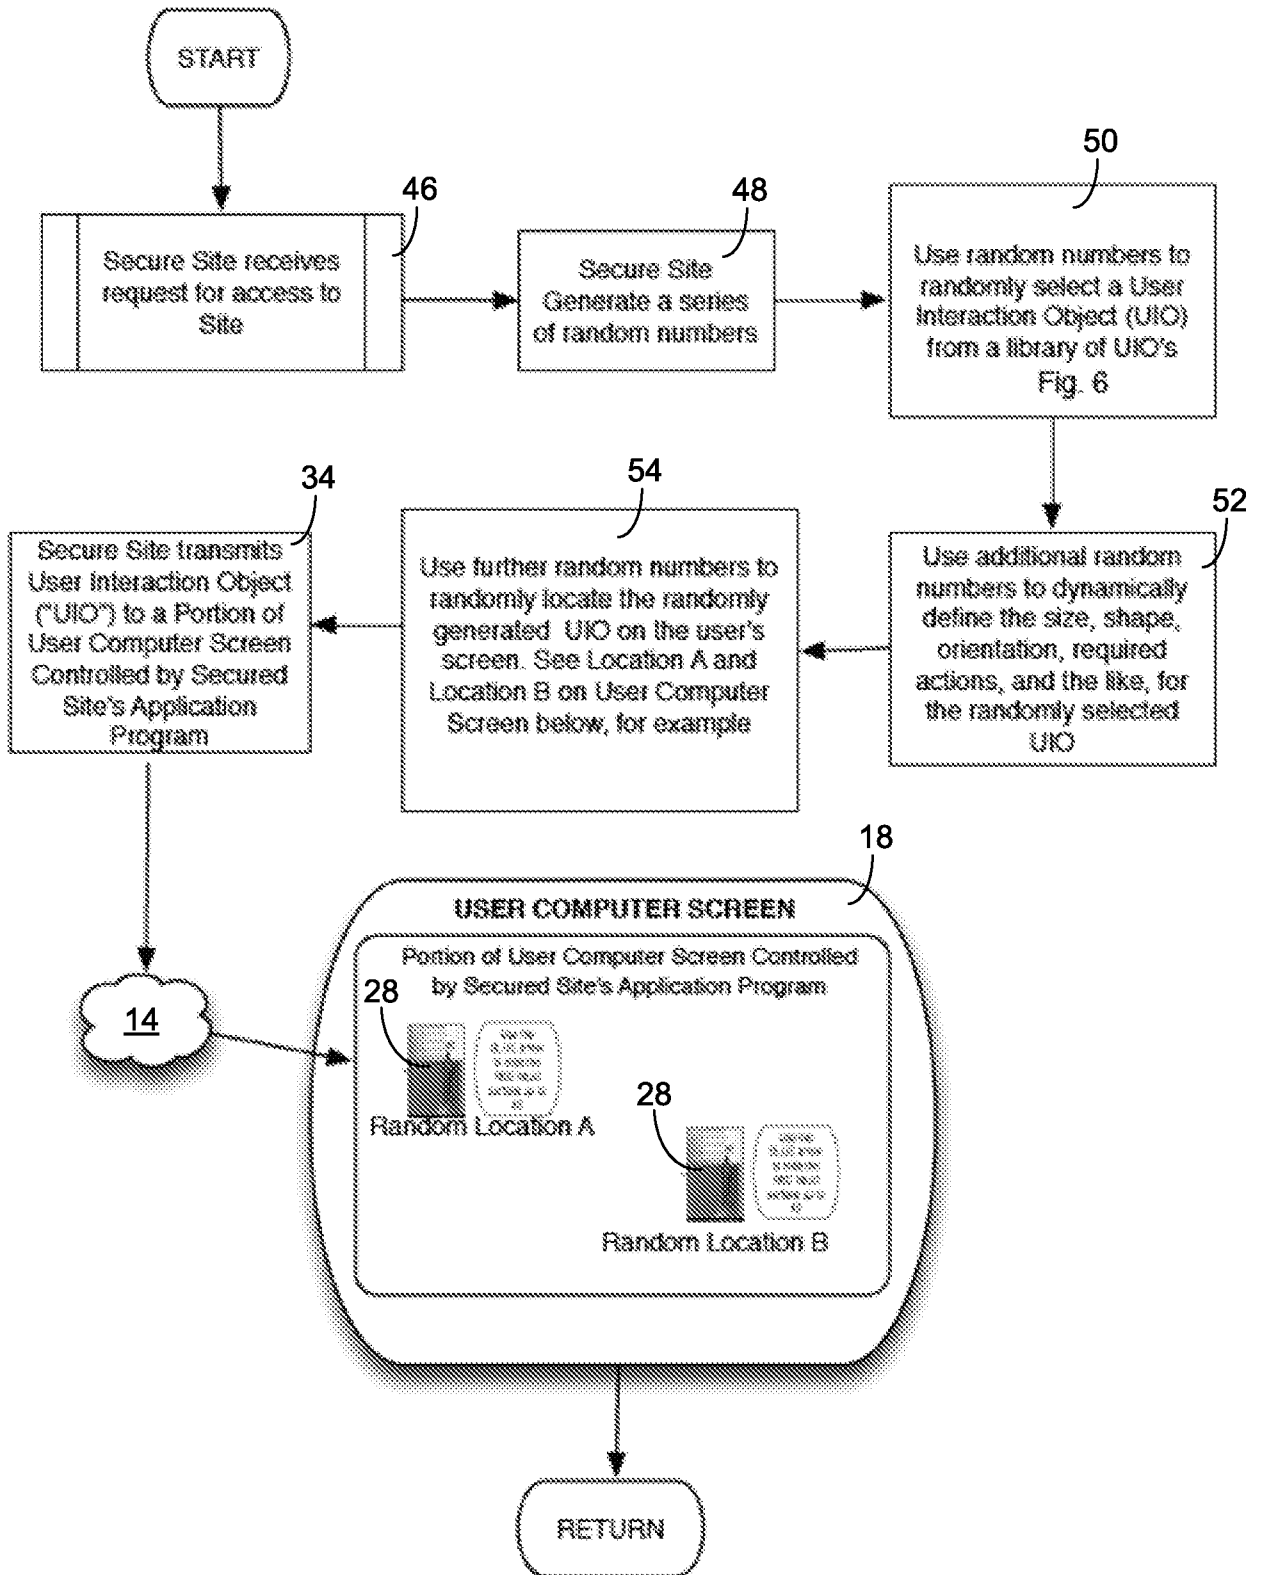 START
46
Secure Site receives
request for access to
Site
48
Secure Site
Generate a series
of random numbers
50
Use random numbers to
randomly select a User
Interaction Object (UIO)
from a library of UIO's
Fig. 6
52
Use additional random
numbers to dynamically
define the size, shape,
orientation, required
actions, and the like, for
the randomly selected
UIO
54
Use further random numbers to
randomly locate the randomly
generated UIO on the user's
screen. See Location A and
Location B on User Computer
Screen below, for example
34
Secure Site transmits
User Interaction Object
("UIO") to a Portion of
User Computer Screen
Controlled by Secured
Site's Application
Program
14
18
USER COMPUTER SCREEN
Portion of User Computer Screen Controlled
by Secured Site's Application Program
28
Random Location A
28
Random Location B
RETURN